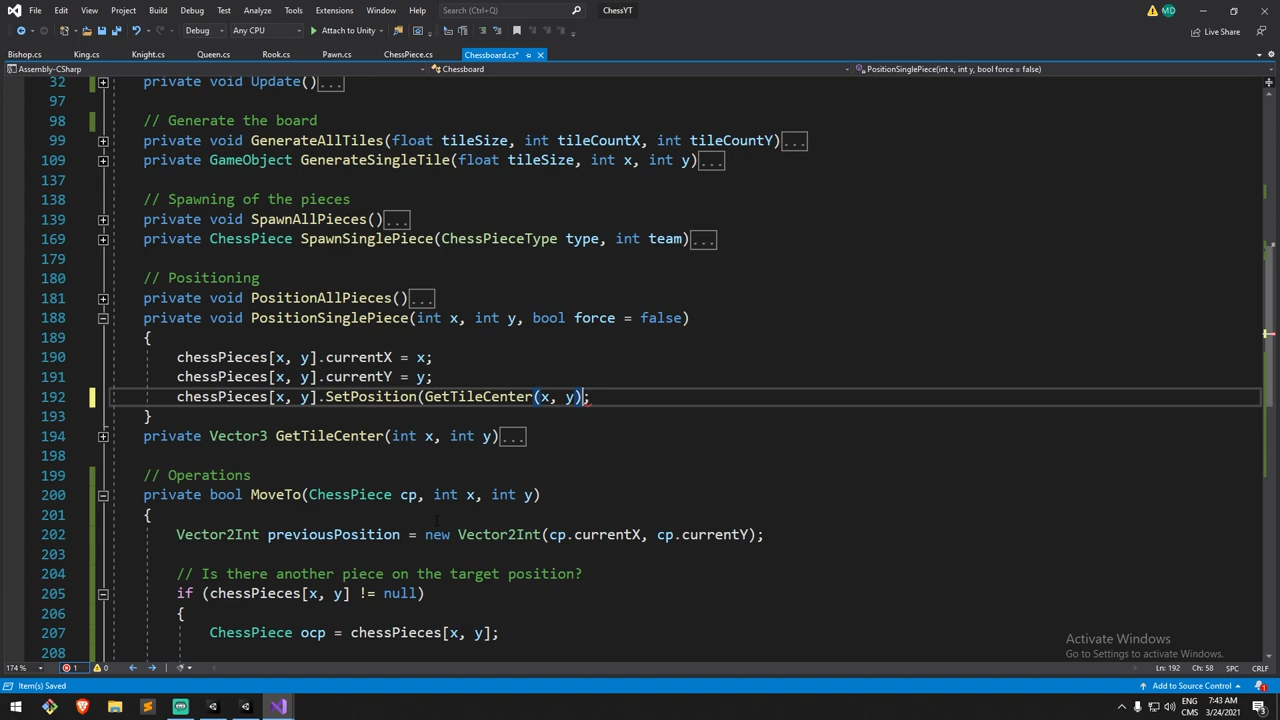 File Edit View Project Build Debug Test Analyze Tools Extensions Window Help Search (Ctrl+Q) ChessYT MD
Debug Any CPU Attach to Unity Live Share
Bishop.cs King.cs Knight.cs Queen.cs Rook.cs Pawn.cs ChessPiece.cs Chessboard.cs*
Assembly-CSharp Chessboard PositionSinglePiece(int x, int y, bool force = false)
32 private void Update()...
97
98 // Generate the board
99 private void GenerateAllTiles(float tileSize, int tileCountX, int tileCountY)...
109 private GameObject GenerateSingleTile(float tileSize, int x, int y)...
137
138 // Spawning of the pieces
139 private void SpawnAllPieces()...
169 private ChessPiece SpawnSinglePiece(ChessPieceType type, int team)...
179
180 // Positioning
181 private void PositionAllPieces()...
188 private void PositionSinglePiece(int x, int y, bool force = false)
189 {
190 chessPieces[x, y].currentX = x;
191 chessPieces[x, y].currentY = y;
192 chessPieces[x, y].SetPosition(GetTileCenter(x, y);
193 }
194 private Vector3 GetTileCenter(int x, int y)...
198
199 // Operations
200 private bool MoveTo(ChessPiece cp, int x, int y)
201 {
202 Vector2Int previousPosition = new Vector2Int(cp.currentX, cp.currentY);
203
204 // Is there another piece on the target position?
205 if (chessPieces[x, y] != null)
206 {
207 ChessPiece ocp = chessPieces[x, y];
208
Activate Windows
Go to Settings to activate Windows.
174 % 1 0 Ln: 192 Ch: 58 SPC CRLF
Item(s) Saved Add to Source Control 1
ENG 7:43 AM
CMS 3/24/2021 3